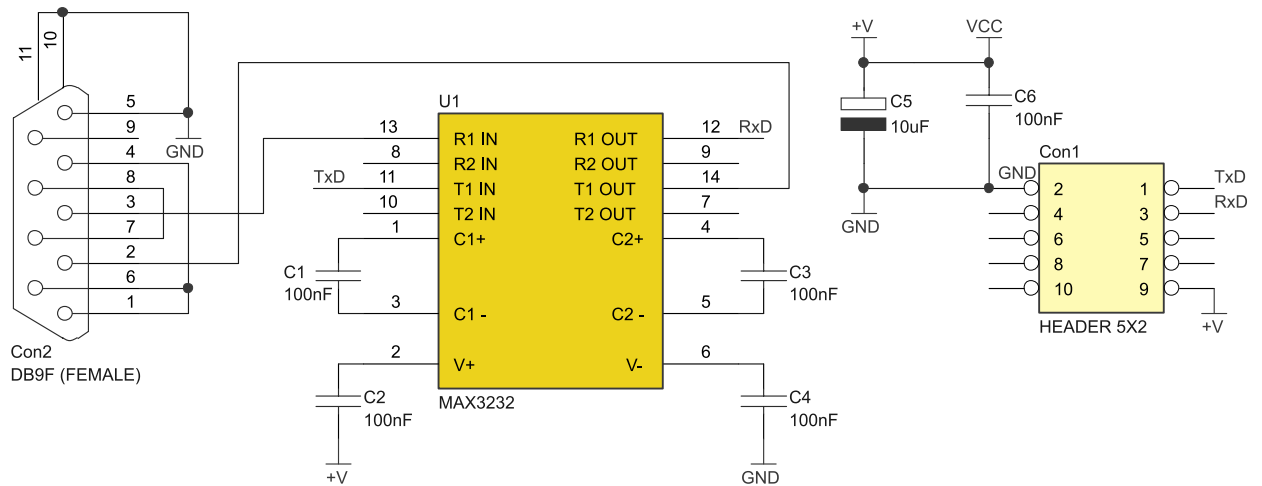 11
10
5
9
4
8
3
7
2
6
1
GND
Con2
DB9F (FEMALE)
U1
13 R1 IN R1 OUT 12 RxD
8 R2 IN R2 OUT 9
TxD 11 T1 IN T1 OUT 14
10 T2 IN T2 OUT 7
1 C1+ C2+ 4
C1
100nF
C3
100nF
3 C1 - C2 - 5
2 V+ V- 6
C2
100nF
C4
100nF
MAX3232
+V
GND
+V
VCC
C5
10uF
C6
100nF
GND
Con1
GND 2 1 TxD
4 3 RxD
6 5
8 7
10 9
+V
HEADER 5X2